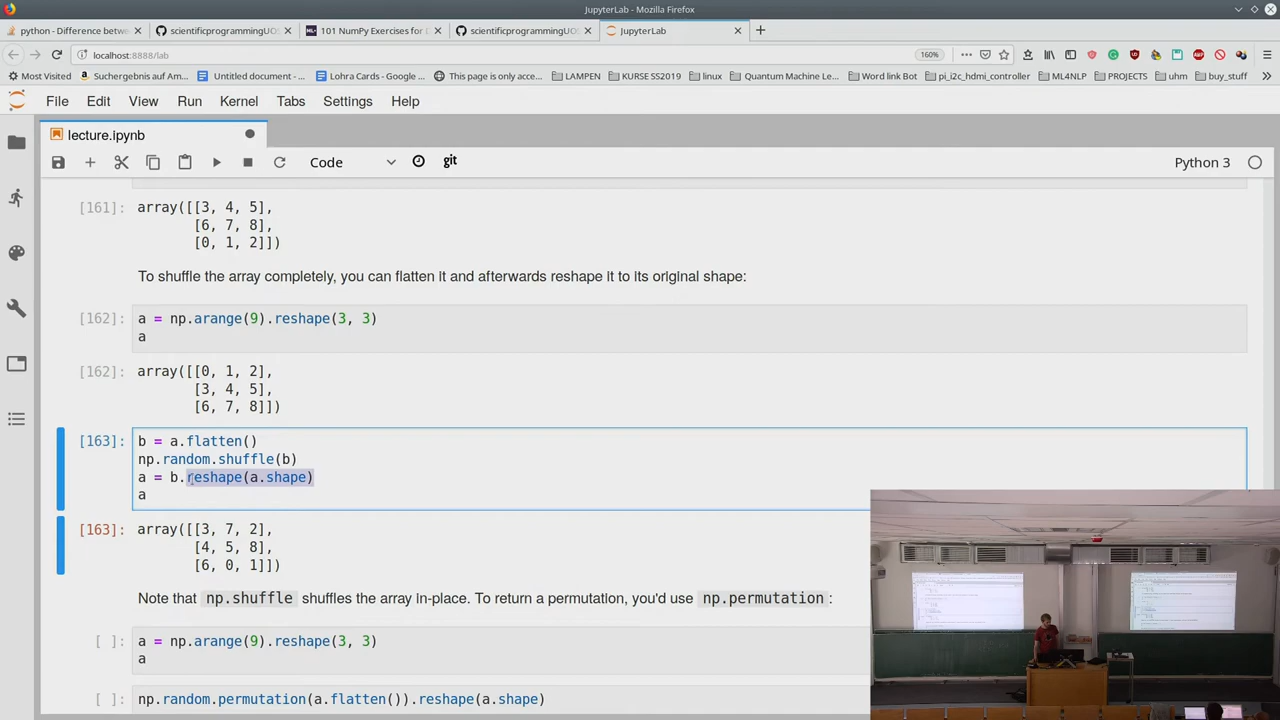 JupyterLab - Mozilla Firefox
python - Difference betwe
scientificprogrammingUOS
101 NumPy Exercises for D
scientificprogrammingUOS
JupyterLab
localhost:8888/lab
160%
Most Visited
Suchergebnis auf Am...
Untitled document - ...
Lohra Cards - Google ...
This page is only acce...
LAMPEN
KURSE SS2019
linux
Quantum Machine Le...
Word link Bot
pi_i2c_hdmi_controller
ML4NLP
PROJECTS
uhm
buy_stuff
File Edit View Run Kernel Tabs Settings Help
lecture.ipynb
Code
git
Python 3
[161]: array([[3, 4, 5],
[6, 7, 8],
[0, 1, 2]])
To shuffle the array completely, you can flatten it and afterwards reshape it to its original shape:
[162]: a = np.arange(9).reshape(3, 3)
a
[162]: array([[0, 1, 2],
[3, 4, 5],
[6, 7, 8]])
[163]: b = a.flatten()
np.random.shuffle(b)
a = b.reshape(a.shape)
a
[163]: array([[3, 7, 2],
[4, 5, 8],
[6, 0, 1]])
Note that np.shuffle shuffles the array in-place. To return a permutation, you'd use np.permutation:
[ ]: a = np.arange(9).reshape(3, 3)
a
[ ]: np.random.permutation(a.flatten()).reshape(a.shape)